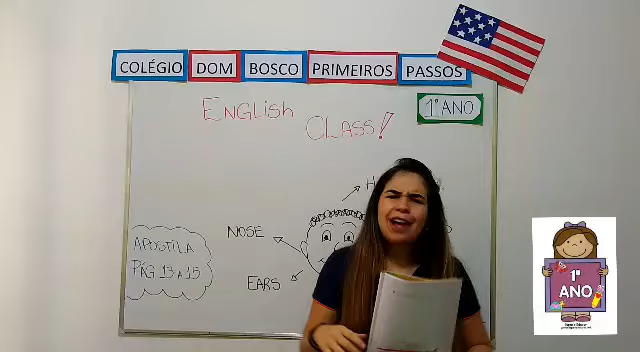 COLÉGIO DOM BOSCO PRIMEIROS PASSOS
ENGLISH
CLASS!
1º ANO
H
NOSE
EARS
APOSTILA
PÁG 13 A 15
1º
ANO